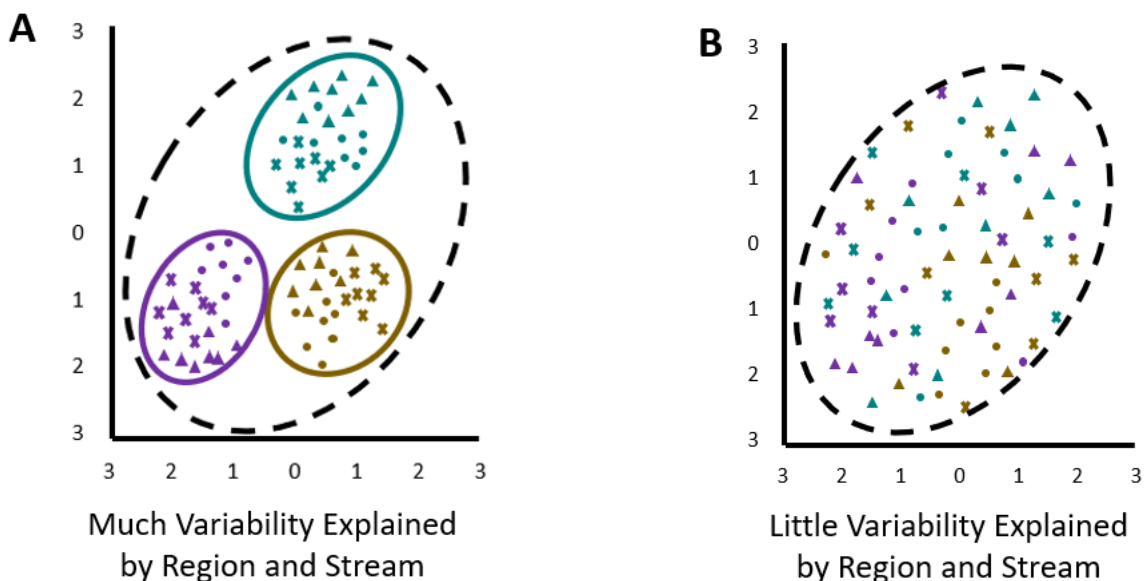 A
3
2
1
0
1
2
3
3 2 1 0 1 2 3
Much Variability Explained
by Region and Stream
B
3
2
1
0
1
2
3
3 2 1 0 1 2 3
Little Variability Explained
by Region and Stream